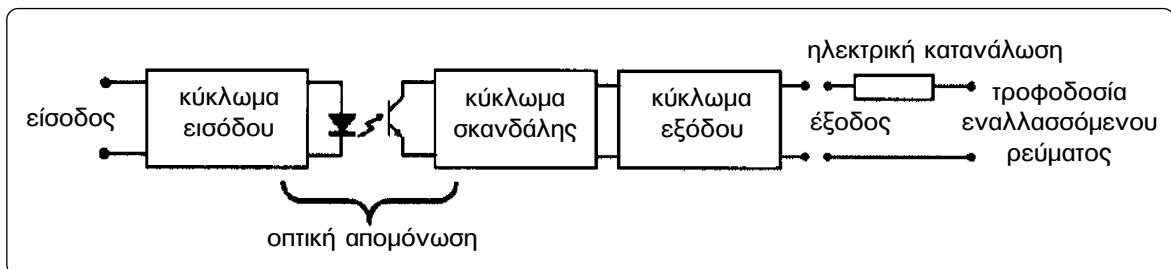 ηλεκτρική κατανάλωση
είσοδος
κύκλωμα
εισόδου
κύκλωμα
σκανδάλης
κύκλωμα
εξόδου
έξοδος
τροφοδοσία
εναλλασσόμενου
ρεύματος
οπτική απομόνωση